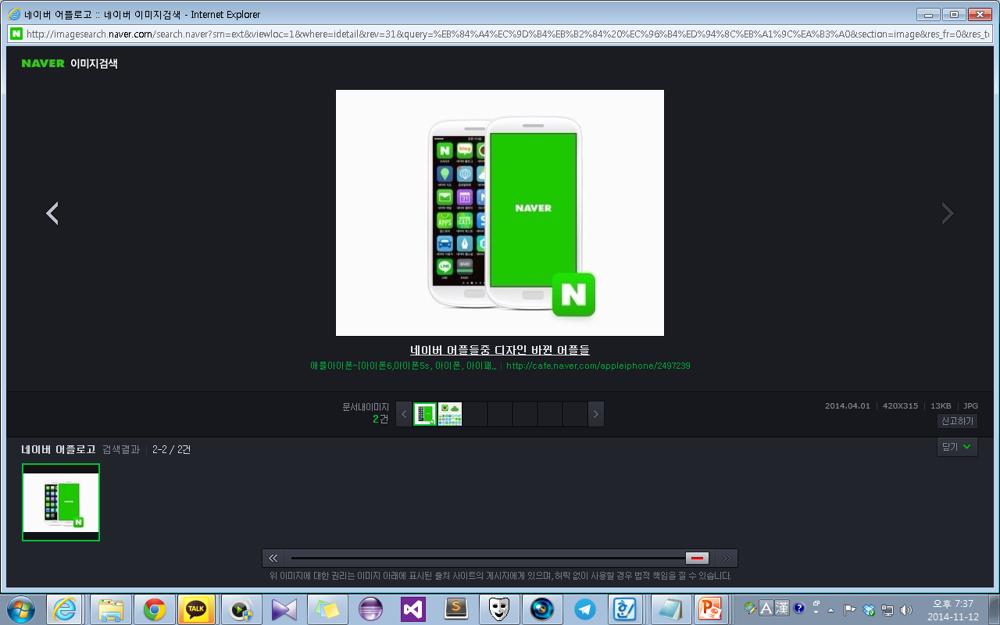 네이버 어플로고 :: 네이버 이미지검색 - Internet Explorer
http://imagesearch.naver.com/search.naver?sm=ext&viewloc=1&where=idetail&rev=31&query=%EB%84%A4%EC%9D%B4%EB%B2%84%20%EC%96%B4%ED%94%8C%EB%A1%9C%EA%B3%A0&section=image&res_fr=0&res_to
NAVER 이미지검색
N blog
31
APPS CAST
LINE BAND
NAVER
N
네이버 어플들중 디자인 바뀐 어플들
애플아이폰-[아이폰6,아이폰5s, 아이폰, 아이패... | http://cafe.naver.com/appleiphone/2497239
문서내이미지
2건
2014.04.01 | 420X315 | 13KB | JPG
신고하기
네이버 어플로고 검색결과 | 2-2 / 2건
닫기
NAVER
N
위 이미지에 대한 권리는 이미지 아래에 표시된 출처 사이트의 게시자에게 있으며, 허락 없이 사용할 경우 법적 책임을 질 수 있습니다.
TALK
S
한
P
A 漢
오후 7:37
2014-11-12